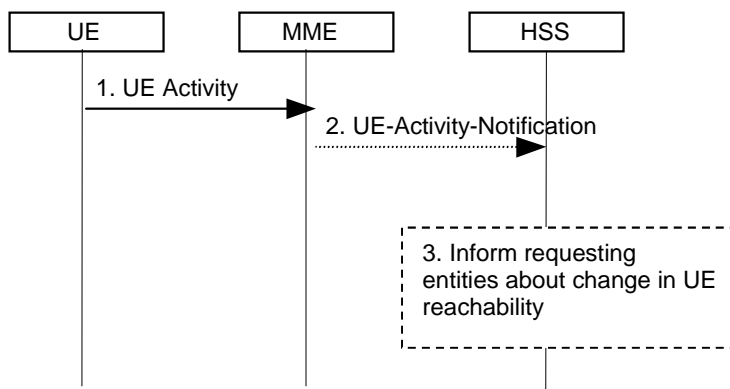 UE
MME
HSS
1. UE Activity
2. UE-Activity-Notification
3. Inform requesting
entities about change in UE
reachability